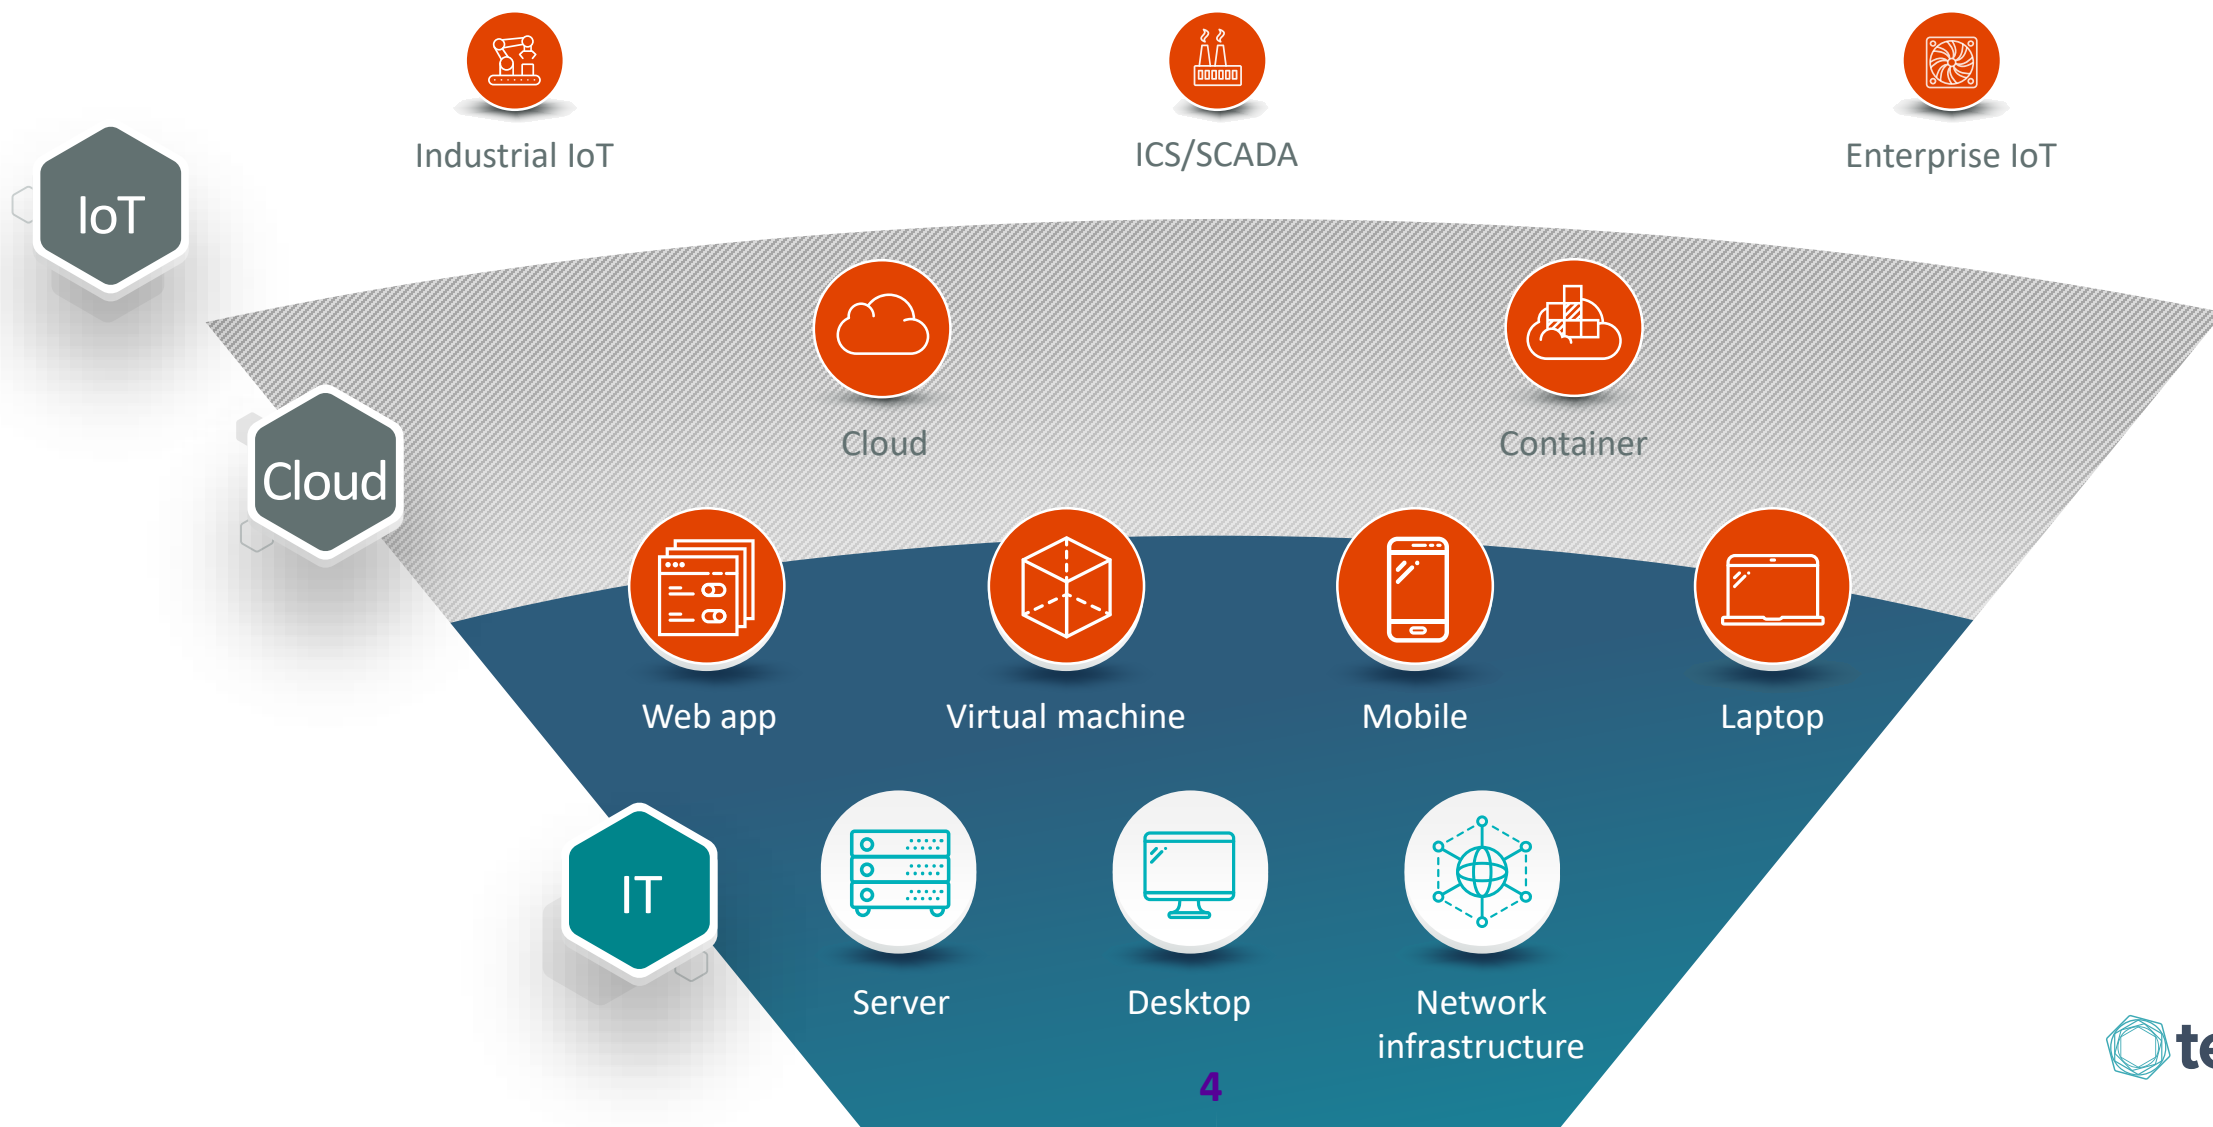 Industrial IoT
ICS/SCADA
Enterprise IoT
IoT
Cloud
Container
Cloud
Web app
Virtual machine
Mobile
Laptop
IT
Server
Desktop
Network
infrastructure
4